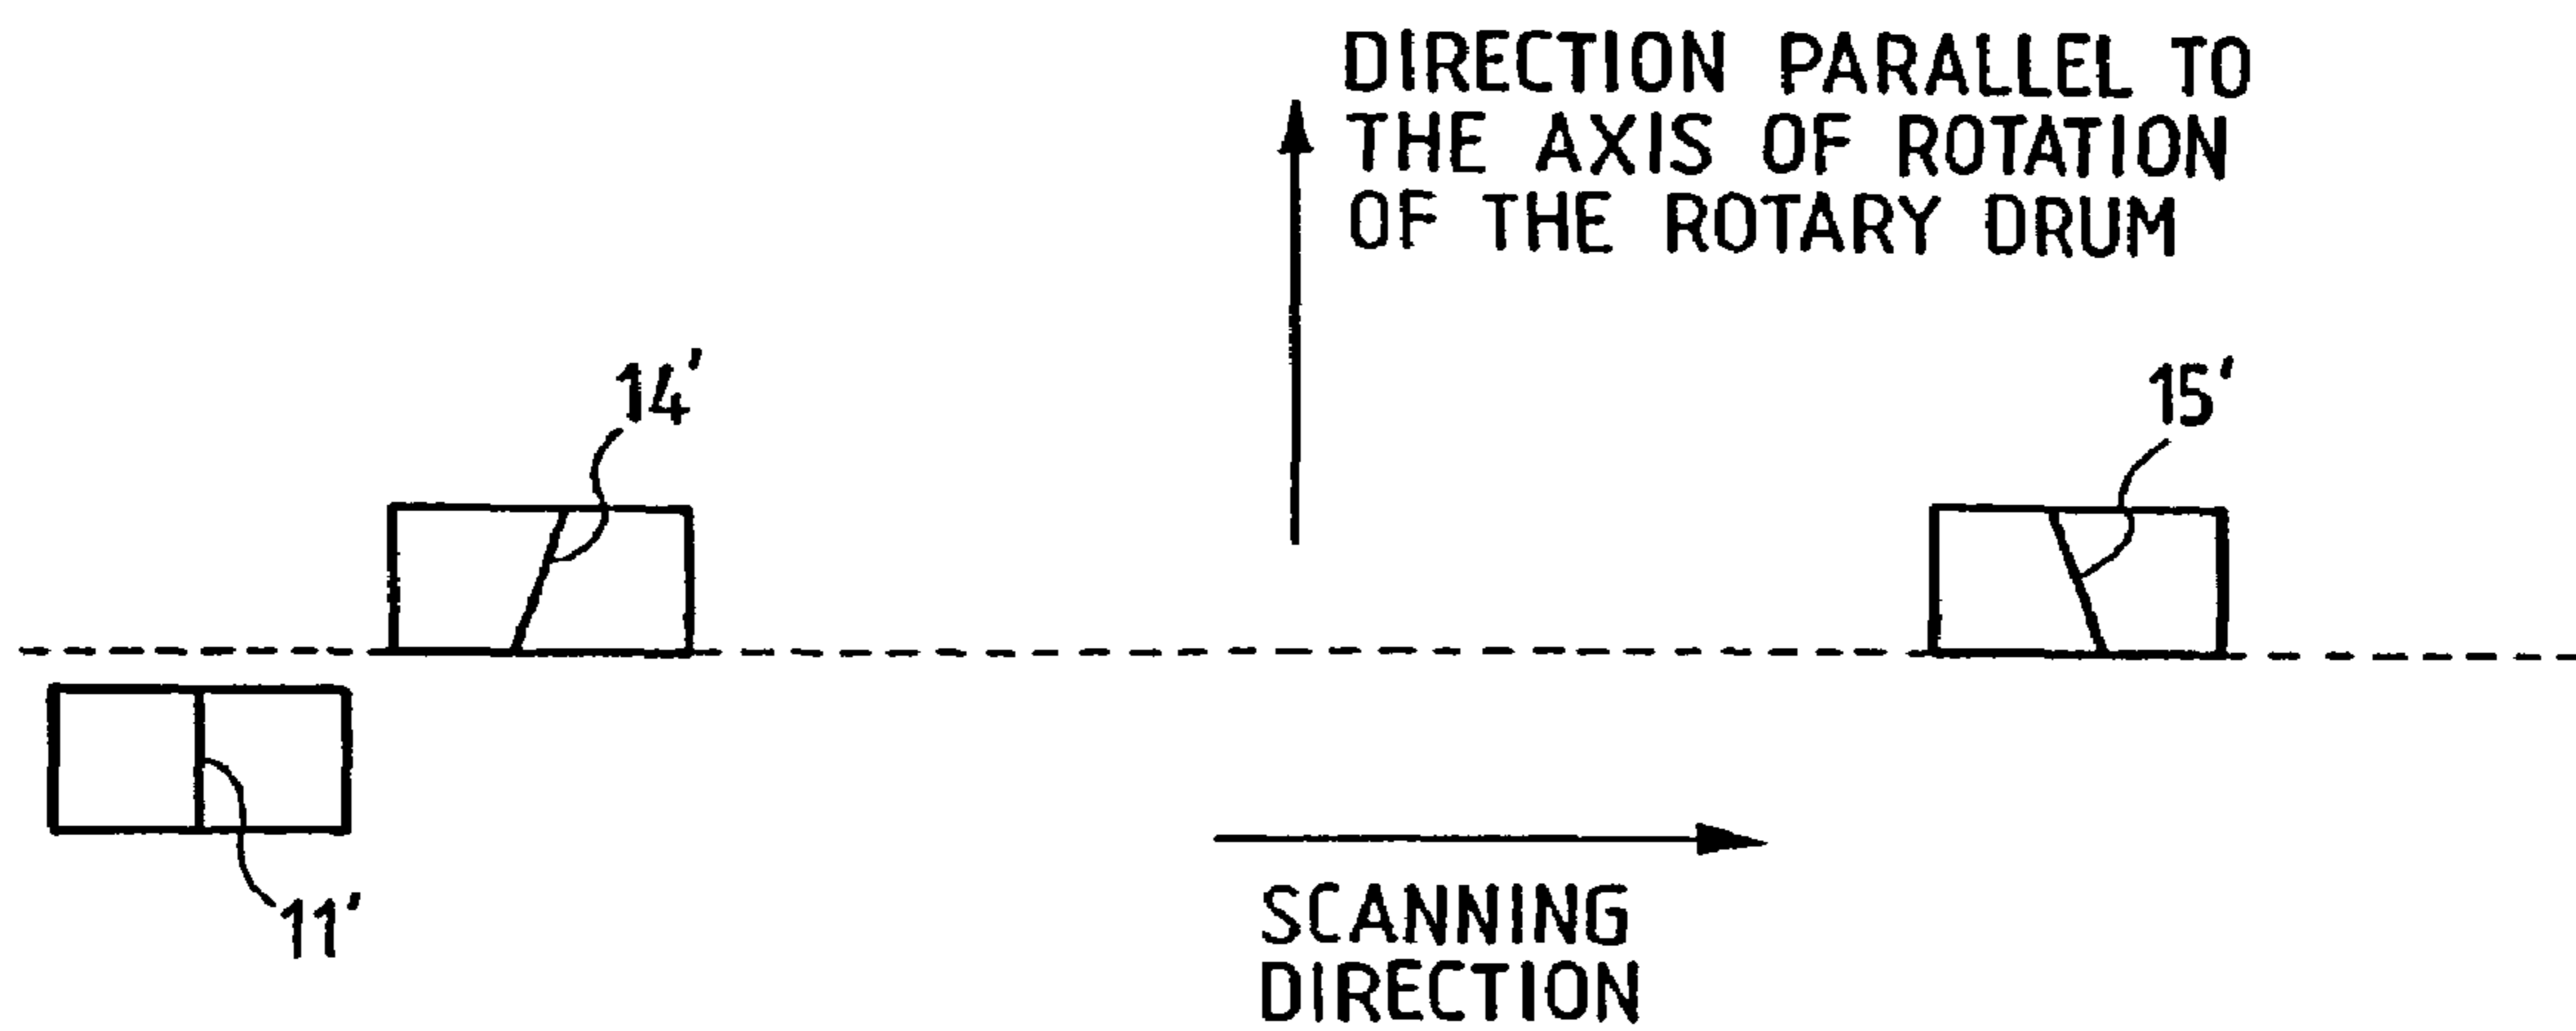 DIRECTION PARALLEL TO
THE AXIS OF ROTATION
OF THE ROTARY DRUM
14'
15'
11'
SCANNING
DIRECTION